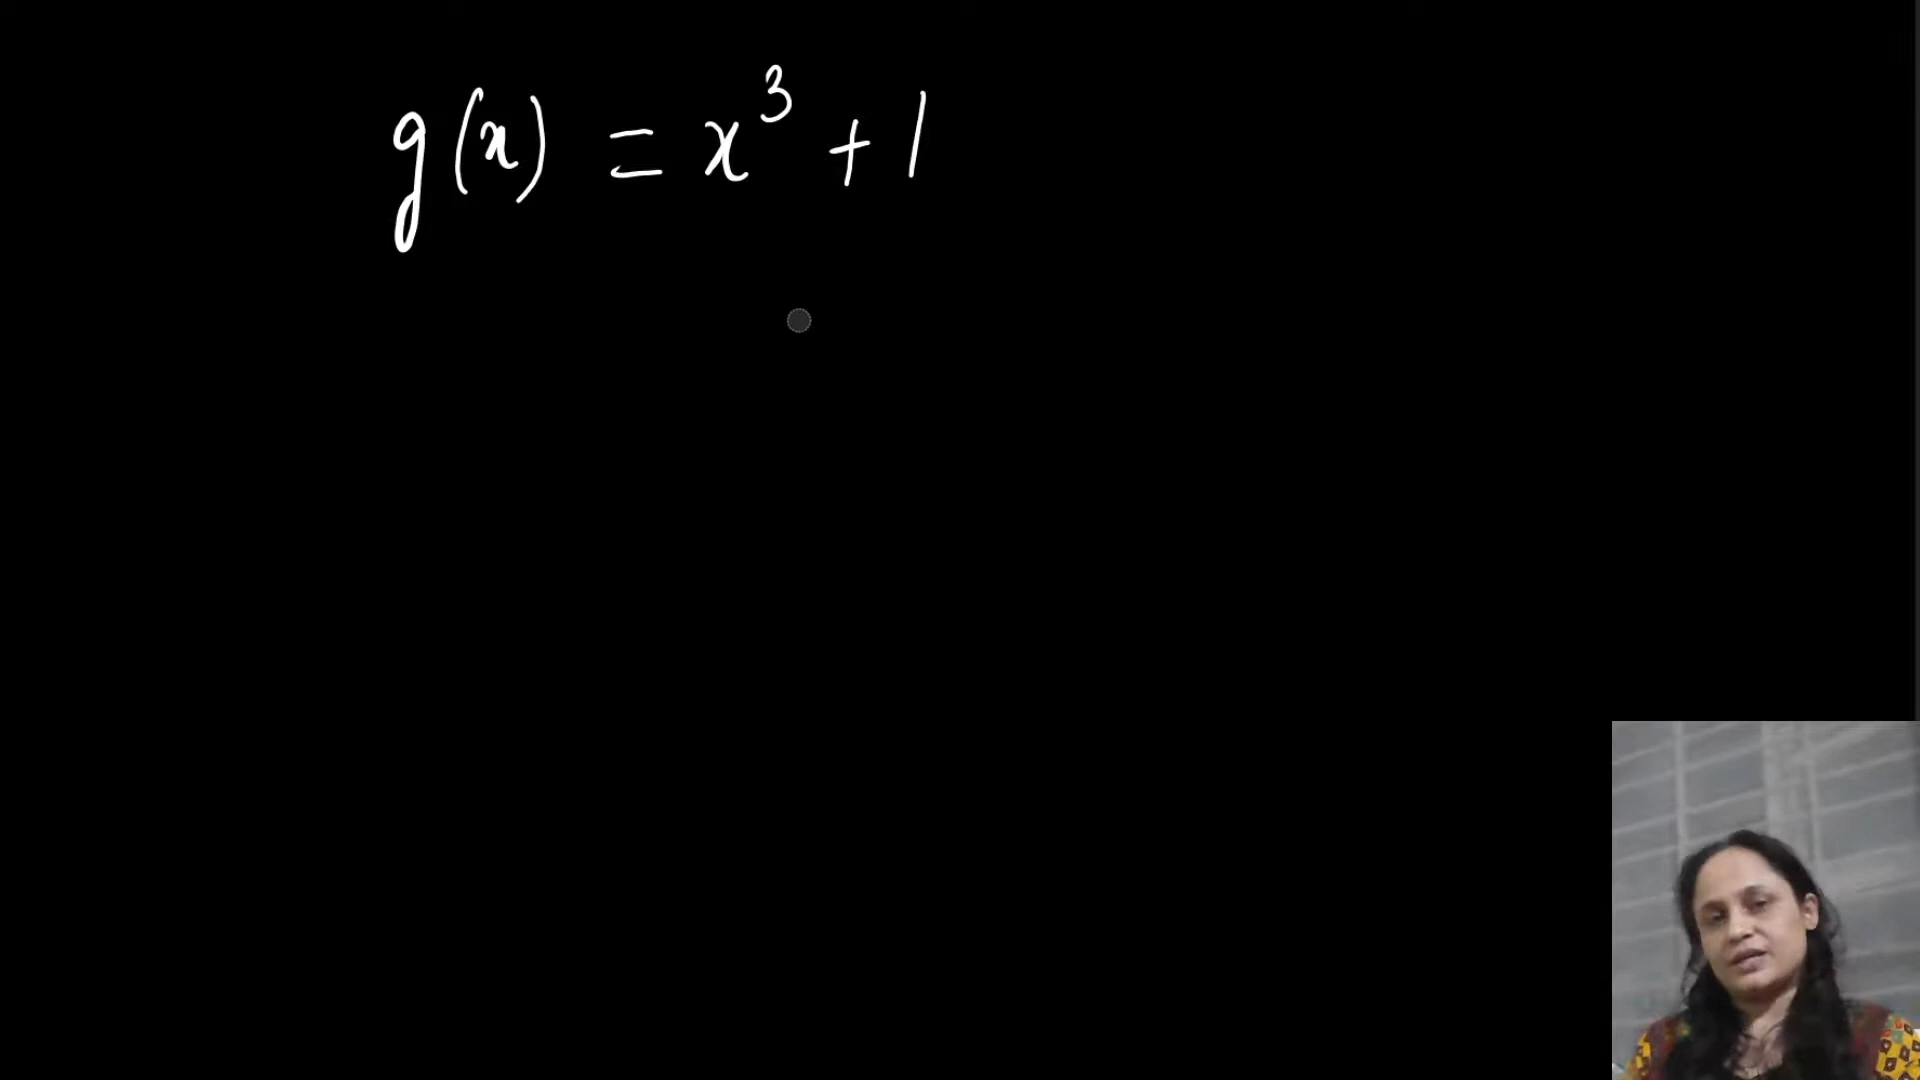 g(x) = x³ + 1